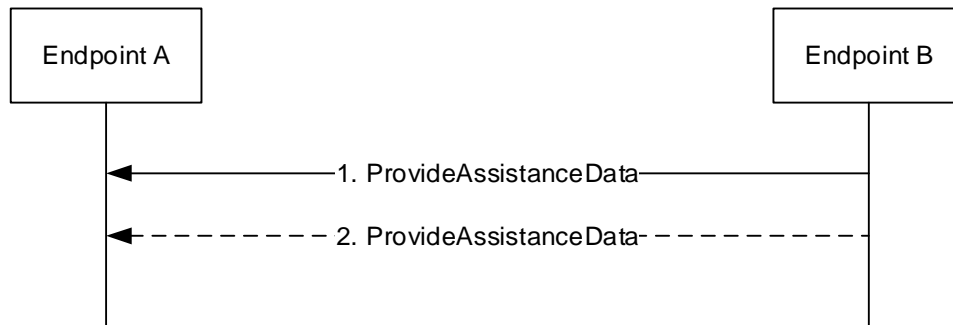 Endpoint A
Endpoint B
1. ProvideAssistanceData
2. ProvideAssistanceData